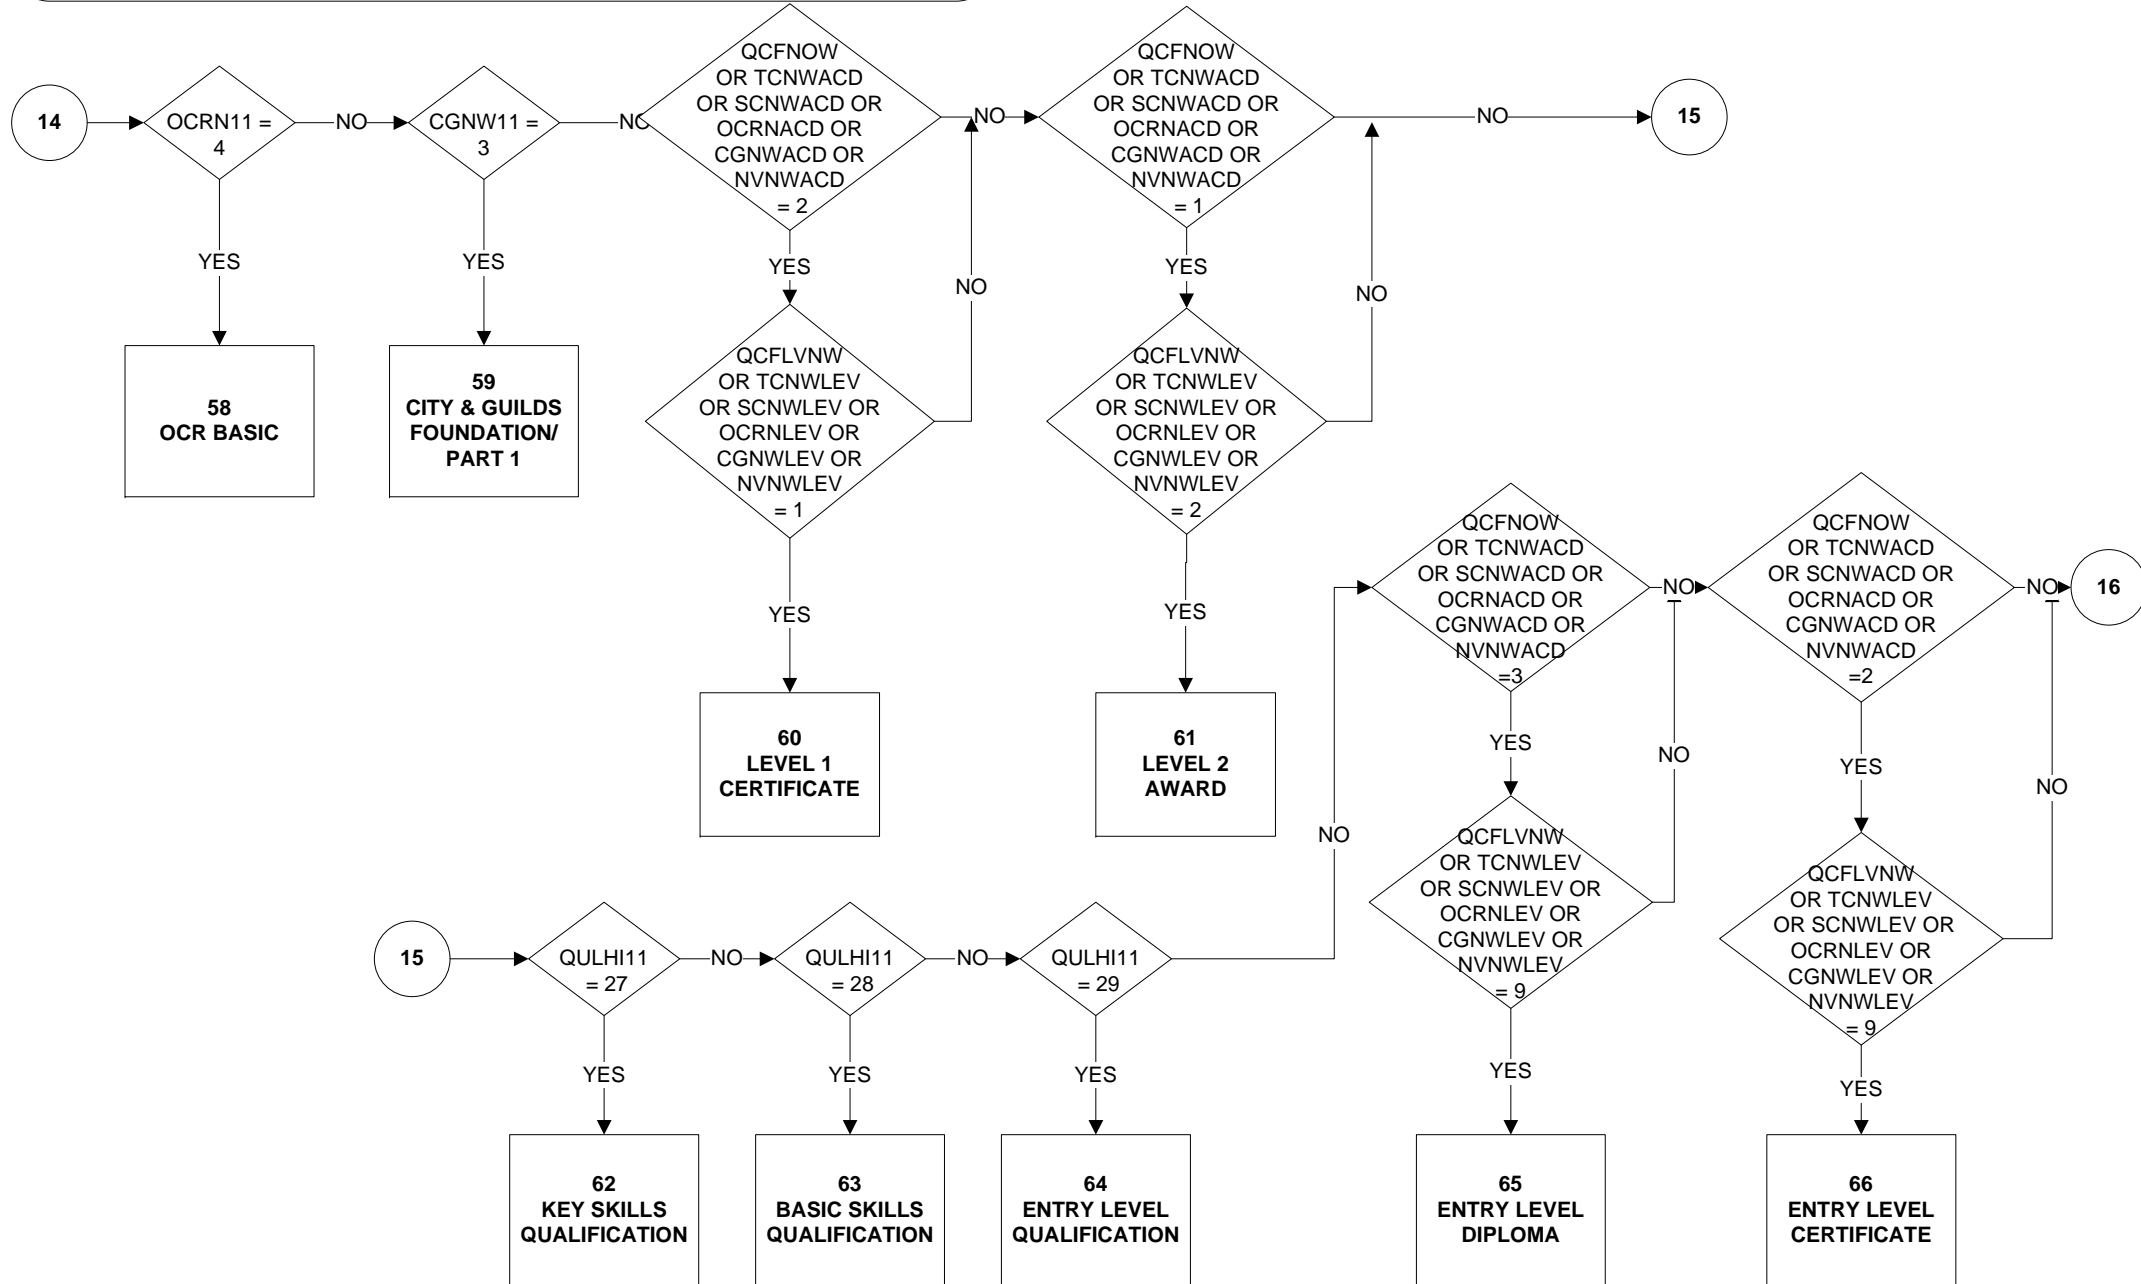 14
OCRN11 =
4
NO
CGNW11 =
3
NO
QCFNOW
OR TCNWACD
OR SCNWACD OR
OCRNACD OR
CGNWACD OR
NVNWACD
= 2
NO
QCFNOW
OR TCNWACD
OR SCNWACD OR
OCRNACD OR
CGNWACD OR
NVNWACD
= 1
NO
15
YES
YES
YES
NO
YES
NO
58
OCR BASIC
59
CITY & GUILDS
FOUNDATION/
PART 1
QCFLVNW
OR TCNWLEV
OR SCNWLEV OR
OCRNLEV OR
CGNWLEV OR
NVNWLEV
= 1
QCFLVNW
OR TCNWLEV
OR SCNWLEV OR
OCRNLEV OR
CGNWLEV OR
NVNWLEV
= 2
YES
YES
60
LEVEL 1
CERTIFICATE
61
LEVEL 2
AWARD
15
QULHI11
= 27
NO
QULHI11
= 28
NO
QULHI11
= 29
NO
QCFNOW
OR TCNWACD
OR SCNWACD OR
OCRNACD OR
CGNWACD OR
NVNWACD
=3
NO
QCFNOW
OR TCNWACD
OR SCNWACD OR
OCRNACD OR
CGNWACD OR
NVNWACD
=2
NO
16
YES
NO
YES
NO
QCFLVNW
OR TCNWLEV
OR SCNWLEV OR
OCRNLEV OR
CGNWLEV OR
NVNWLEV
= 9
QCFLVNW
OR TCNWLEV
OR SCNWLEV OR
OCRNLEV OR
CGNWLEV OR
NVNWLEV
= 9
YES
YES
YES
YES
YES
62
KEY SKILLS
QUALIFICATION
63
BASIC SKILLS
QUALIFICATION
64
ENTRY LEVEL
QUALIFICATION
65
ENTRY LEVEL
DIPLOMA
66
ENTRY LEVEL
CERTIFICATE